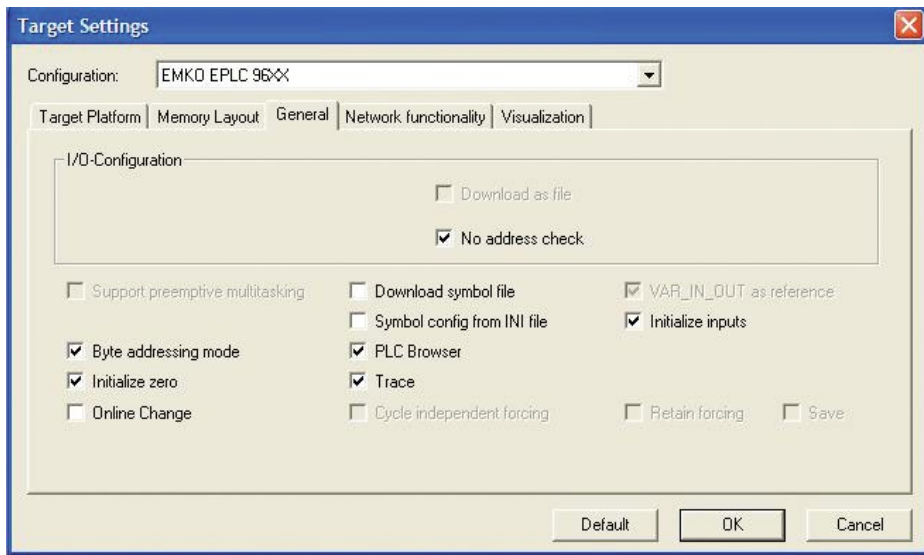 Target Settings
Configuration: EMKO EPLC 96XX
Target Platform Memory Layout General Network functionality Visualization
I/O-Configuration
Download as file
No address check
Support preemptive multitasking Download symbol file VAR_IN_OUT as reference
Symbol config from INI file Initialize inputs
Byte addressing mode PLC Browser
Initialize zero Trace
Online Change Cycle independent forcing Retain forcing Save
Default OK Cancel